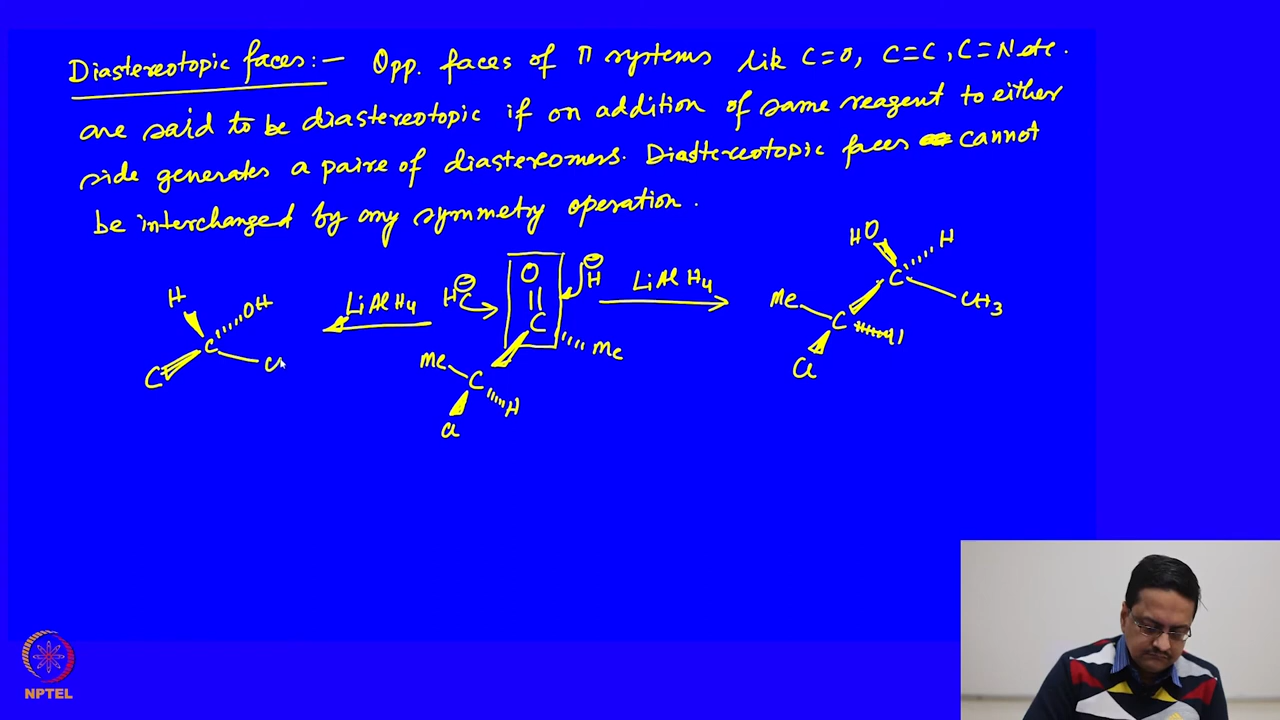 Diastereotopic faces:- Opp. faces of π systems lik C=O, C=C, C=N etc.
are said to be diastereotopic if on addition of same reagent to either
side generates a paire of diastereomers. Diastereotopic faces cannot
be interchanged by any symmetry operation.
H OH C C
LiAlH4
H⊖ O ⊖H
C Me
Me C H
Cl
LiAlH4
HO H
C CH3
Me C H
Cl
NPTEL